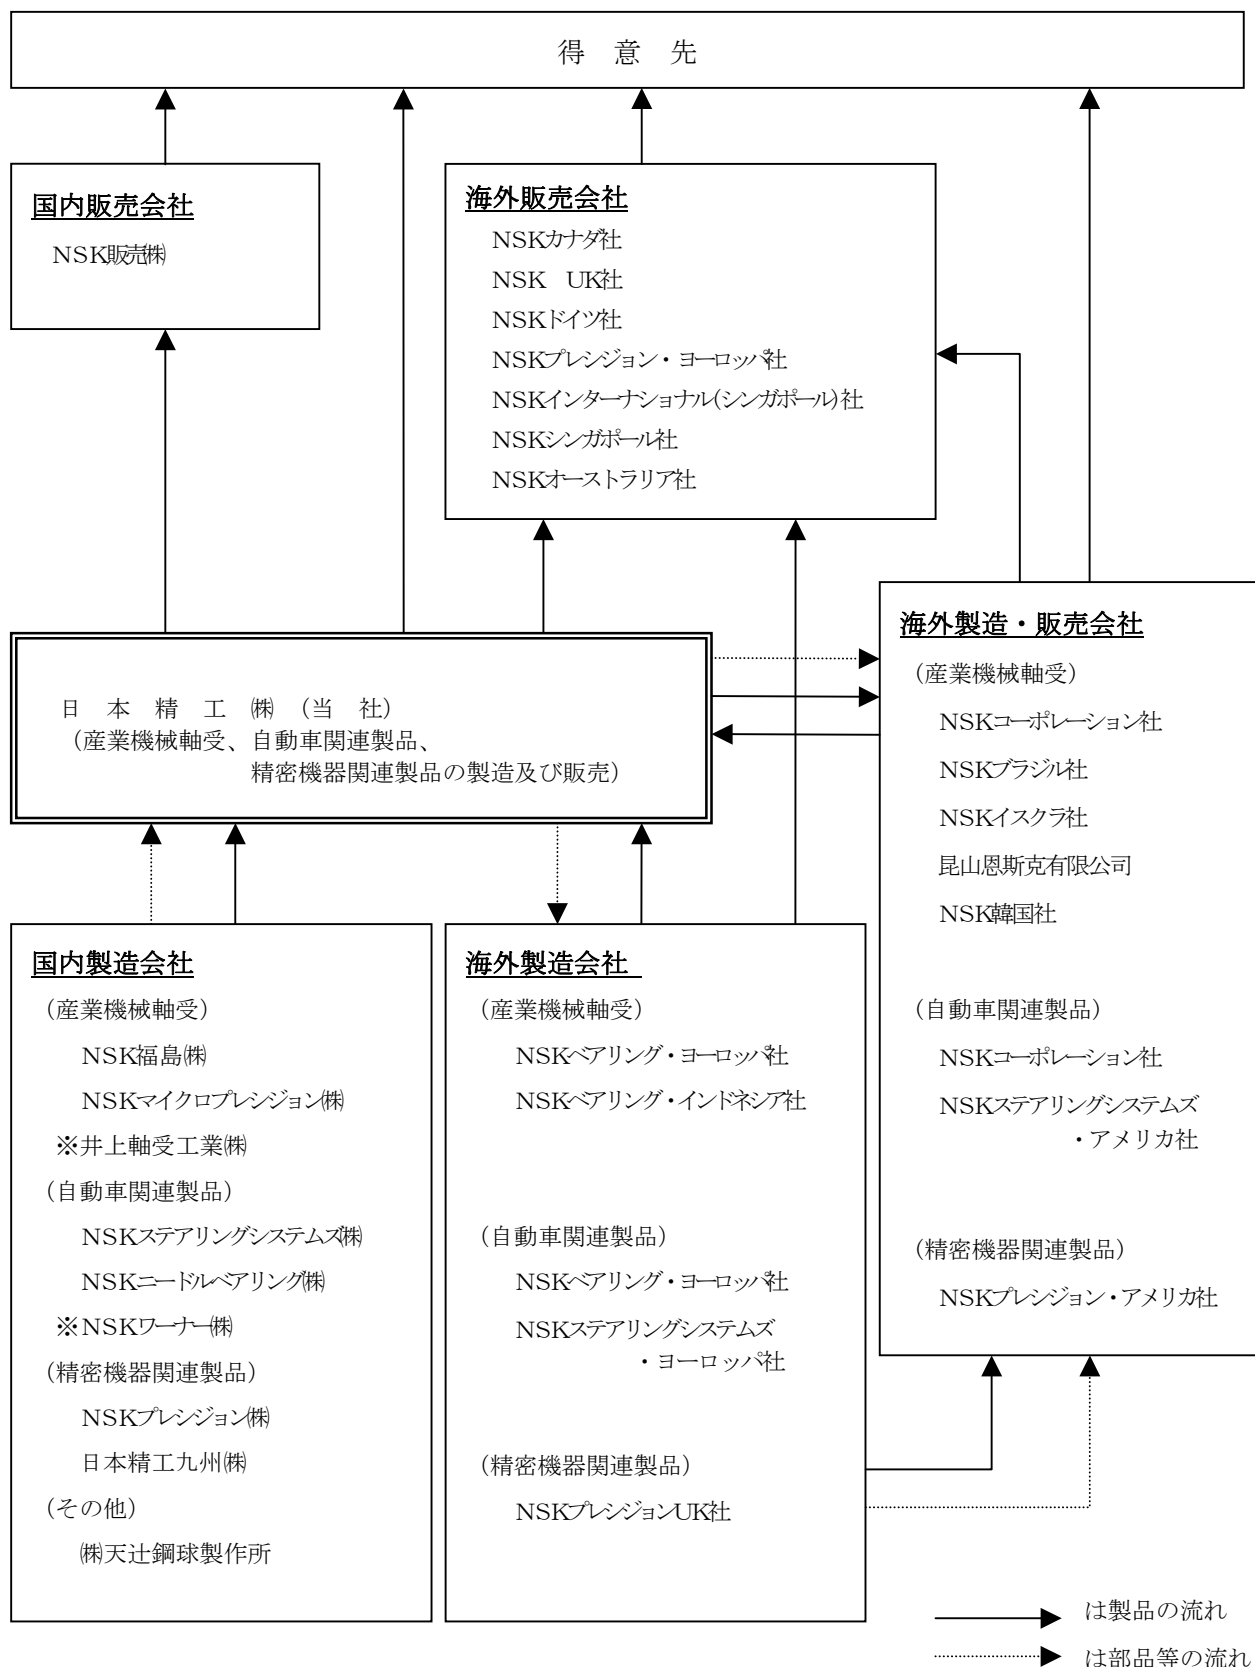 得 意 先
国内販売会社
NSK販売㈱
海外販売会社
NSKカナダ社
NSK UK社
NSKドイツ社
NSKプレシジョン・ヨーロッパ社
NSKインターナショナル(シンガポール)社
NSKシンガポール社
NSKオーストラリア社
日 本 精 工 ㈱ (当 社)
(産業機械軸受、自動車関連製品、
精密機器関連製品の製造及び販売)
海外製造・販売会社
(産業機械軸受)
NSKコーポレーション社
NSKブラジル社
NSKイスクラ社
昆山恩斯克有限公司
NSK韓国社
(自動車関連製品)
NSKコーポレーション社
NSKステアリングシステムズ
・アメリカ社
(精密機器関連製品)
NSKプレシジョン・アメリカ社
国内製造会社
(産業機械軸受)
NSK福島㈱
NSKマイクロプレシジョン㈱
※井上軸受工業㈱
(自動車関連製品)
NSKステアリングシステムズ㈱
NSKニードルベアリング㈱
※NSKワーナー㈱
(精密機器関連製品)
NSKプレシジョン㈱
日本精工九州㈱
(その他)
㈱天辻鋼球製作所
海外製造会社
(産業機械軸受)
NSKベアリング・ヨーロッパ社
NSKベアリング・インドネシア社
(自動車関連製品)
NSKベアリング・ヨーロッパ社
NSKステアリングシステムズ
・ヨーロッパ社
(精密機器関連製品)
NSKプレシジョンUK社
は製品の流れ
は部品等の流れ